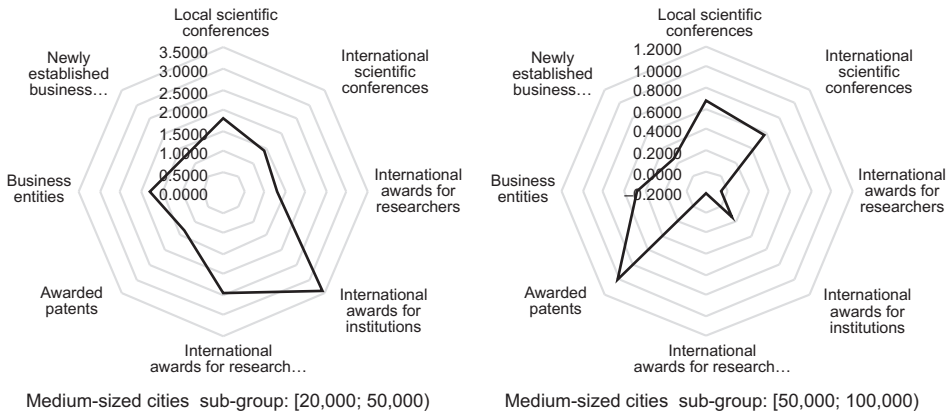 Local scientific
conferences
3.5000
3.0000
2.5000
2.0000
1.5000
1.0000
0.5000
0.0000
International
scientific
conferences
International
awards for
researchers
International
awards for
institutions
International
awards for research…
Awarded
patents
Business
entities
Newly
established
business…
Medium-sized cities sub-group: [20,000; 50,000)
Local scientific
conferences
1.2000
1.0000
0.8000
0.6000
0.4000
0.2000
0.0000
–0.2000
International
scientific
conferences
International
awards for
researchers
International
awards for
institutions
International
awards for research…
Awarded
patents
Business
entities
Newly
established
business…
Medium-sized cities sub-group: [50,000; 100,000)